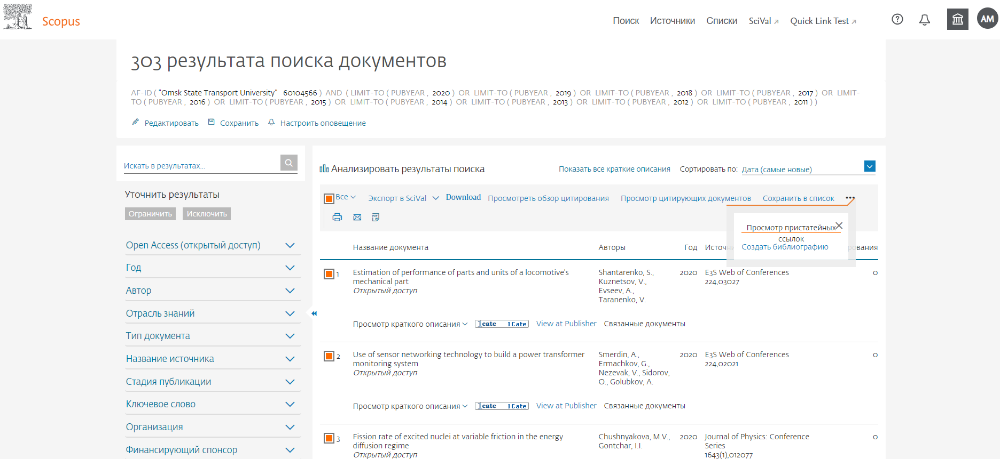 Scopus
Поиск Источники Списки SciVal Quick Link Test
AM
303 результата поиска документов
AF-ID ( "Omsk State Transport University" 60104566 ) AND ( LIMIT-TO ( PUBYEAR , 2020 ) OR LIMIT-TO ( PUBYEAR , 2019 ) OR LIMIT-TO ( PUBYEAR , 2018 ) OR LIMIT-TO ( PUBYEAR , 2017 ) OR LIMIT-
TO ( PUBYEAR , 2016 ) OR LIMIT-TO ( PUBYEAR , 2015 ) OR LIMIT-TO ( PUBYEAR , 2014 ) OR LIMIT-TO ( PUBYEAR , 2013 ) OR LIMIT-TO ( PUBYEAR , 2012 ) OR LIMIT-TO ( PUBYEAR , 2011 ) )
Редактировать Сохранить Настроить оповещение
Искать в результатах...
Уточнить результаты
Ограничить Исключить
Open Access (открытый доступ)
Год
Автор
Отрасль знаний
Тип документа
Название источника
Стадия публикации
Ключевое слово
Организация
Финансирующий спонсор
Анализировать результаты поиска
Показать все краткие описания Сортировать по: Дата (самые новые)
Все Экспорт в SciVal Download Просмотреть обзор цитирования Просмотр цитирующих документов Сохранить в список
PDF
Просмотр пристатейных
ссылок
Создать библиографию
Название документа Авторы Год
1 Estimation of performance of parts and units of a locomotive's
mechanical part
Открытый доступ
Shantarenko, S.,
Kuznetsov, V.,
Evseev, A.,
Taranenko, V.
2020 E3S Web of Conferences
224,03027
0
Просмотр краткого описания 1cate 1Cate View at Publisher Связанные документы
2 Use of sensor networking technology to build a power transformer
monitoring system
Открытый доступ
Smerdin, A.,
Ermachkov, G.,
Nezevak, V., Sidorov,
O., Golubkov, A.
2020 E3S Web of Conferences
224,02021
0
Просмотр краткого описания 1cate 1Cate View at Publisher Связанные документы
3 Fission rate of excited nuclei at variable friction in the energy
diffusion regime
Открытый доступ
Chushnyakova, M.V.,
Gontchar, I.I.
2020 Journal of Physics: Conference
Series
1643(1),012077
0